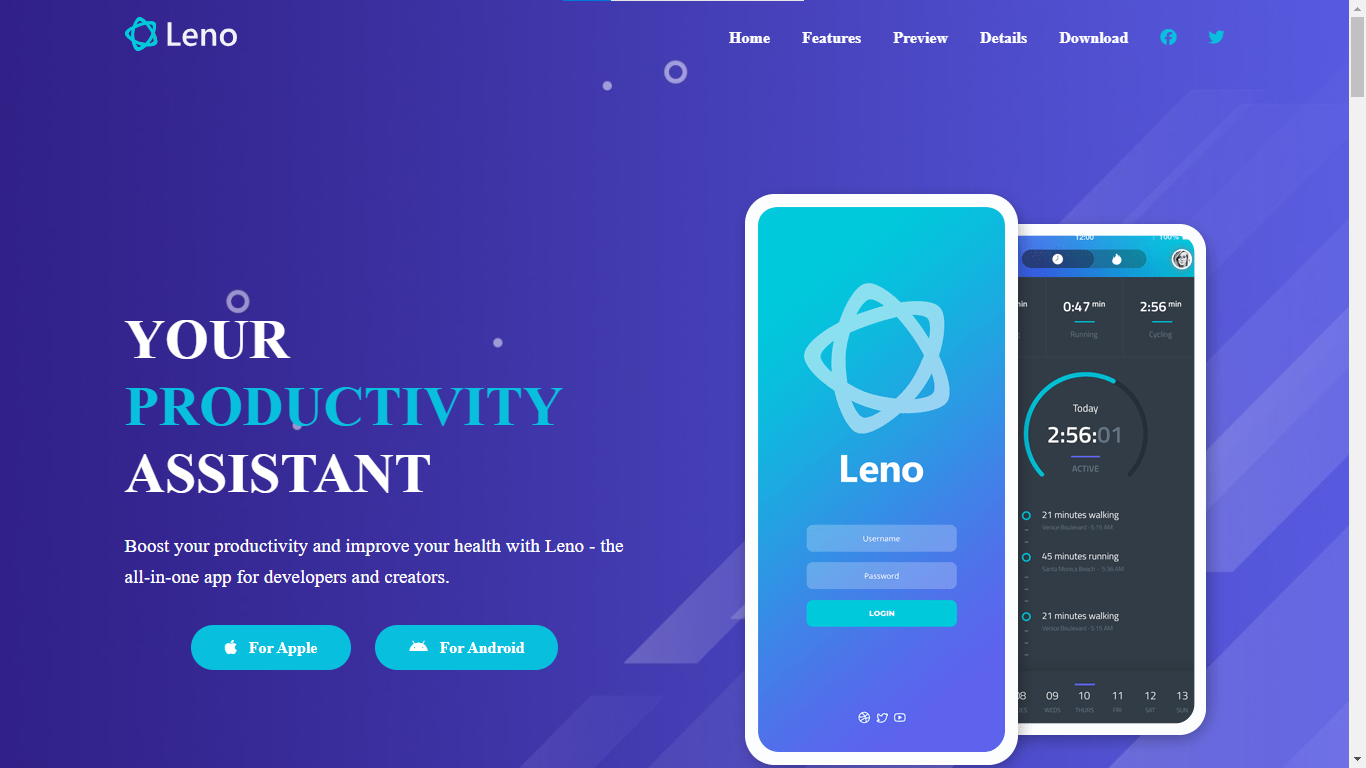 Leno
Home Features Preview Details Download
YOUR
PRODUCTIVITY
ASSISTANT
Boost your productivity and improve your health with Leno - the
all-in-one app for developers and creators.
For Apple
For Android
Leno
Username
Password
LOGIN
12:00 100%
0:47 min 2:56 min
Running Cycling
Today
2:56:01
ACTIVE
21 minutes walking
Venice Boulevard - 5:15 AM
45 minutes running
Santa Monica Beach - 5:36 AM
21 minutes walking
Venice Boulevard - 5:15 AM
09 10 11 12 13
WEDS THURS FRI SAT SUN